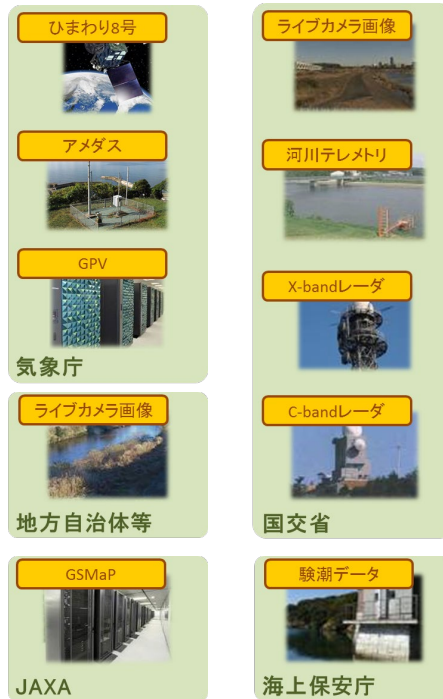 ひまわり8号
アメダス
GPV
気象庁
ライブカメラ画像
地方自治体等
GSMaP
JAXA
ライブカメラ画像
河川テレメトリ
X-bandレーダ
C-bandレーダ
国交省
験潮データ
海上保安庁